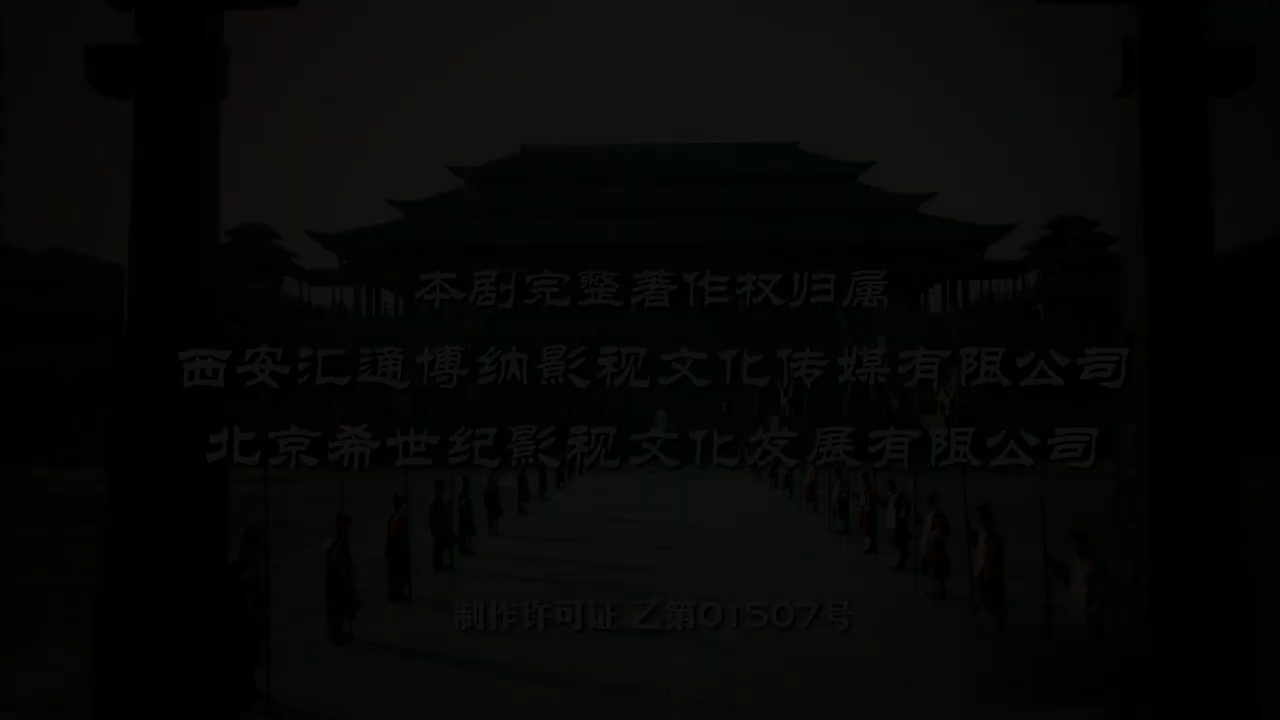 本剧完整著作权归属
西安汇通博纳影视文化传媒有限公司
北京希世纪影视文化发展有限公司
制作许可证 乙第01507号